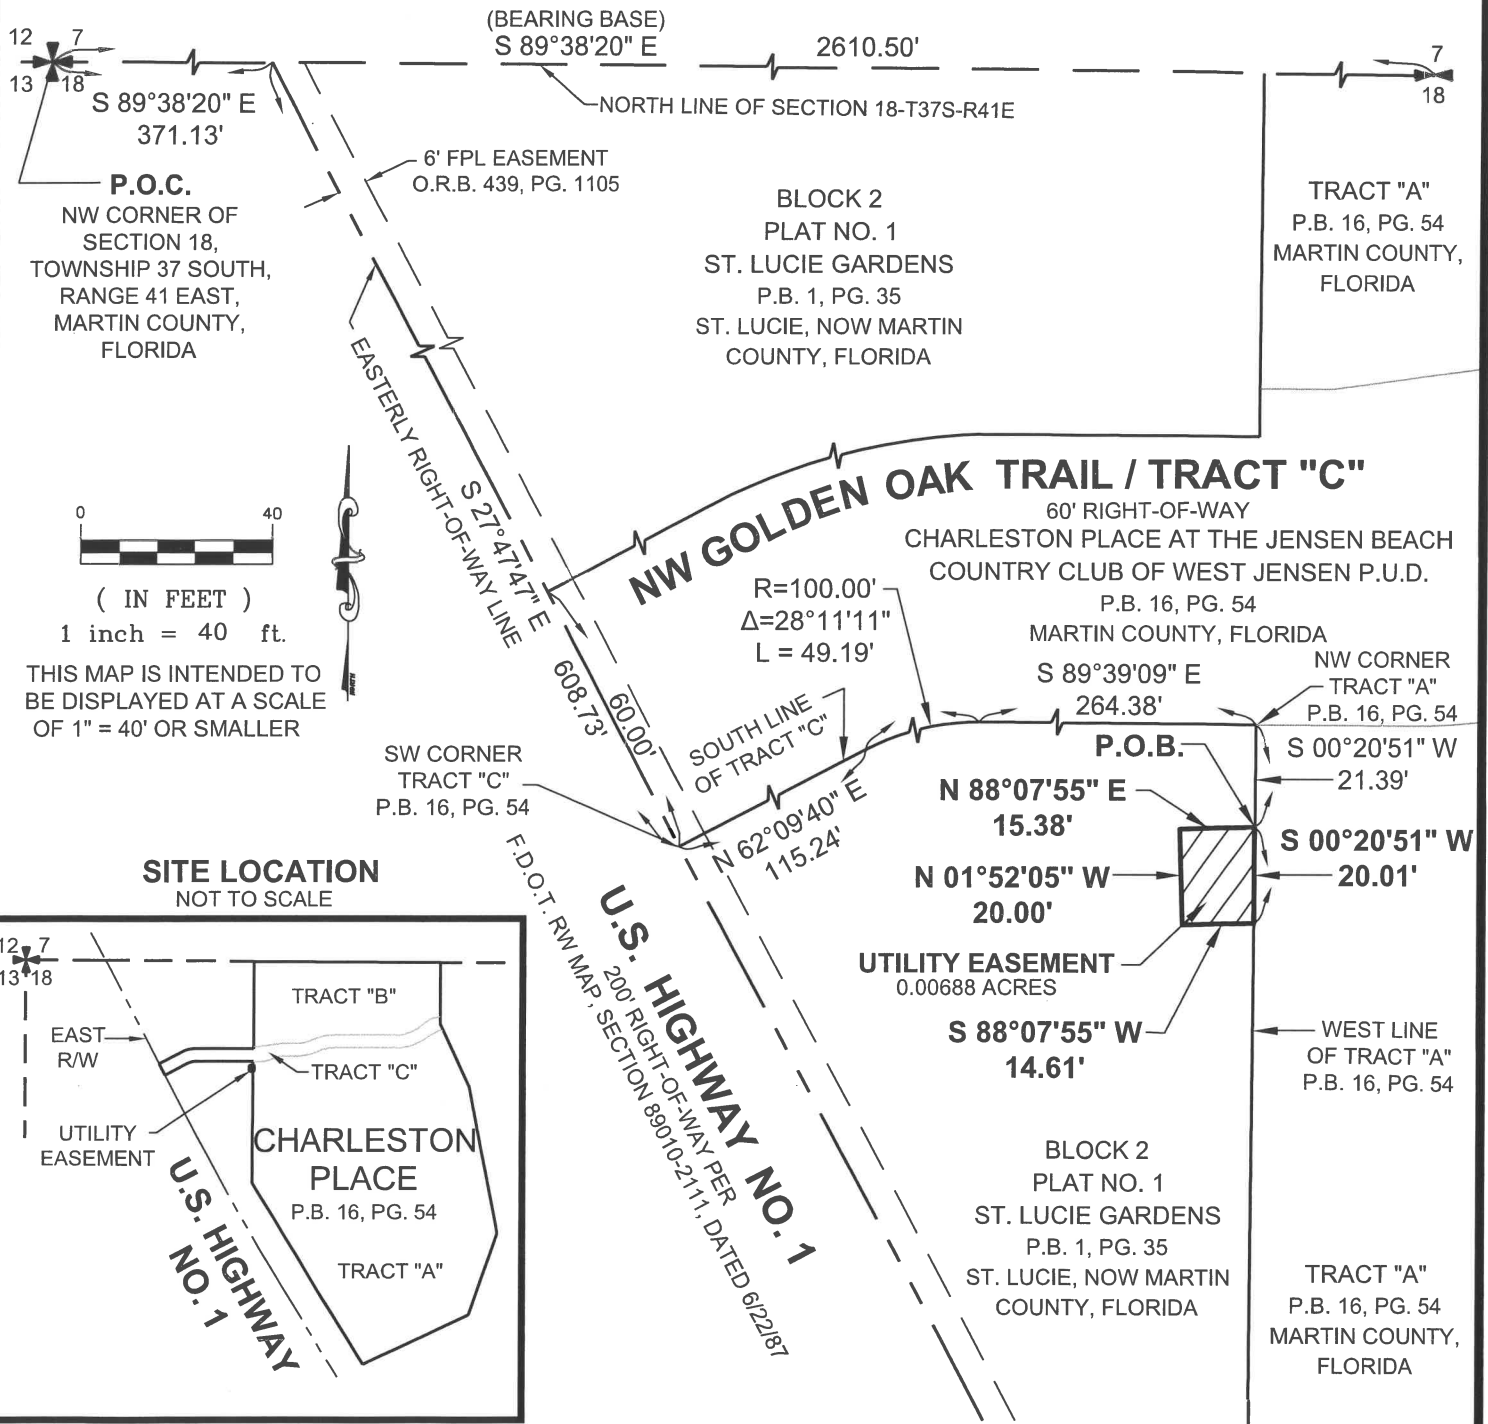 (BEARING BASE)
S 89°38'20" E
2610.50'
12 7
13 18
7
18
S 89°38'20" E
371.13'
NORTH LINE OF SECTION 18-T37S-R41E
6' FPL EASEMENT
O.R.B. 439, PG. 1105
P.O.C.
NW CORNER OF
SECTION 18,
TOWNSHIP 37 SOUTH,
RANGE 41 EAST,
MARTIN COUNTY,
FLORIDA
BLOCK 2
PLAT NO. 1
ST. LUCIE GARDENS
P.B. 1, PG. 35
ST. LUCIE, NOW MARTIN
COUNTY, FLORIDA
TRACT "A"
P.B. 16, PG. 54
MARTIN COUNTY,
FLORIDA
EASTERLY RIGHT-OF-WAY LINE
S 27°47'47" E
608.73'
60.00'
NW GOLDEN OAK TRAIL / TRACT "C"
60' RIGHT-OF-WAY
CHARLESTON PLACE AT THE JENSEN BEACH
COUNTRY CLUB OF WEST JENSEN P.U.D.
P.B. 16, PG. 54
MARTIN COUNTY, FLORIDA
0 40
( IN FEET )
1 inch = 40 ft.
THIS MAP IS INTENDED TO
BE DISPLAYED AT A SCALE
OF 1" = 40' OR SMALLER
R=100.00'
Δ=28°11'11"
L = 49.19'
S 89°39'09" E
264.38'
NW CORNER
TRACT "A"
P.B. 16, PG. 54
SOUTH LINE
OF TRACT "C"
SW CORNER
TRACT "C"
P.B. 16, PG. 54
N 62°09'40" E
115.24'
P.O.B.
S 00°20'51" W
21.39'
N 88°07'55" E
15.38'
S 00°20'51" W
20.01'
N 01°52'05" W
20.00'
UTILITY EASEMENT
0.00688 ACRES
S 88°07'55" W
14.61'
WEST LINE
OF TRACT "A"
P.B. 16, PG. 54
U.S. HIGHWAY NO. 1
200' RIGHT-OF-WAY PER
F.D.O.T. RW MAP, SECTION 89010-2111, DATED 6/22/87
BLOCK 2
PLAT NO. 1
ST. LUCIE GARDENS
P.B. 1, PG. 35
ST. LUCIE, NOW MARTIN
COUNTY, FLORIDA
TRACT "A"
P.B. 16, PG. 54
MARTIN COUNTY,
FLORIDA
SITE LOCATION
NOT TO SCALE
12 7
13 18
TRACT "B"
EAST
R/W
TRACT "C"
UTILITY
EASEMENT
CHARLESTON
PLACE
P.B. 16, PG. 54
TRACT "A"
U.S. HIGHWAY
NO. 1